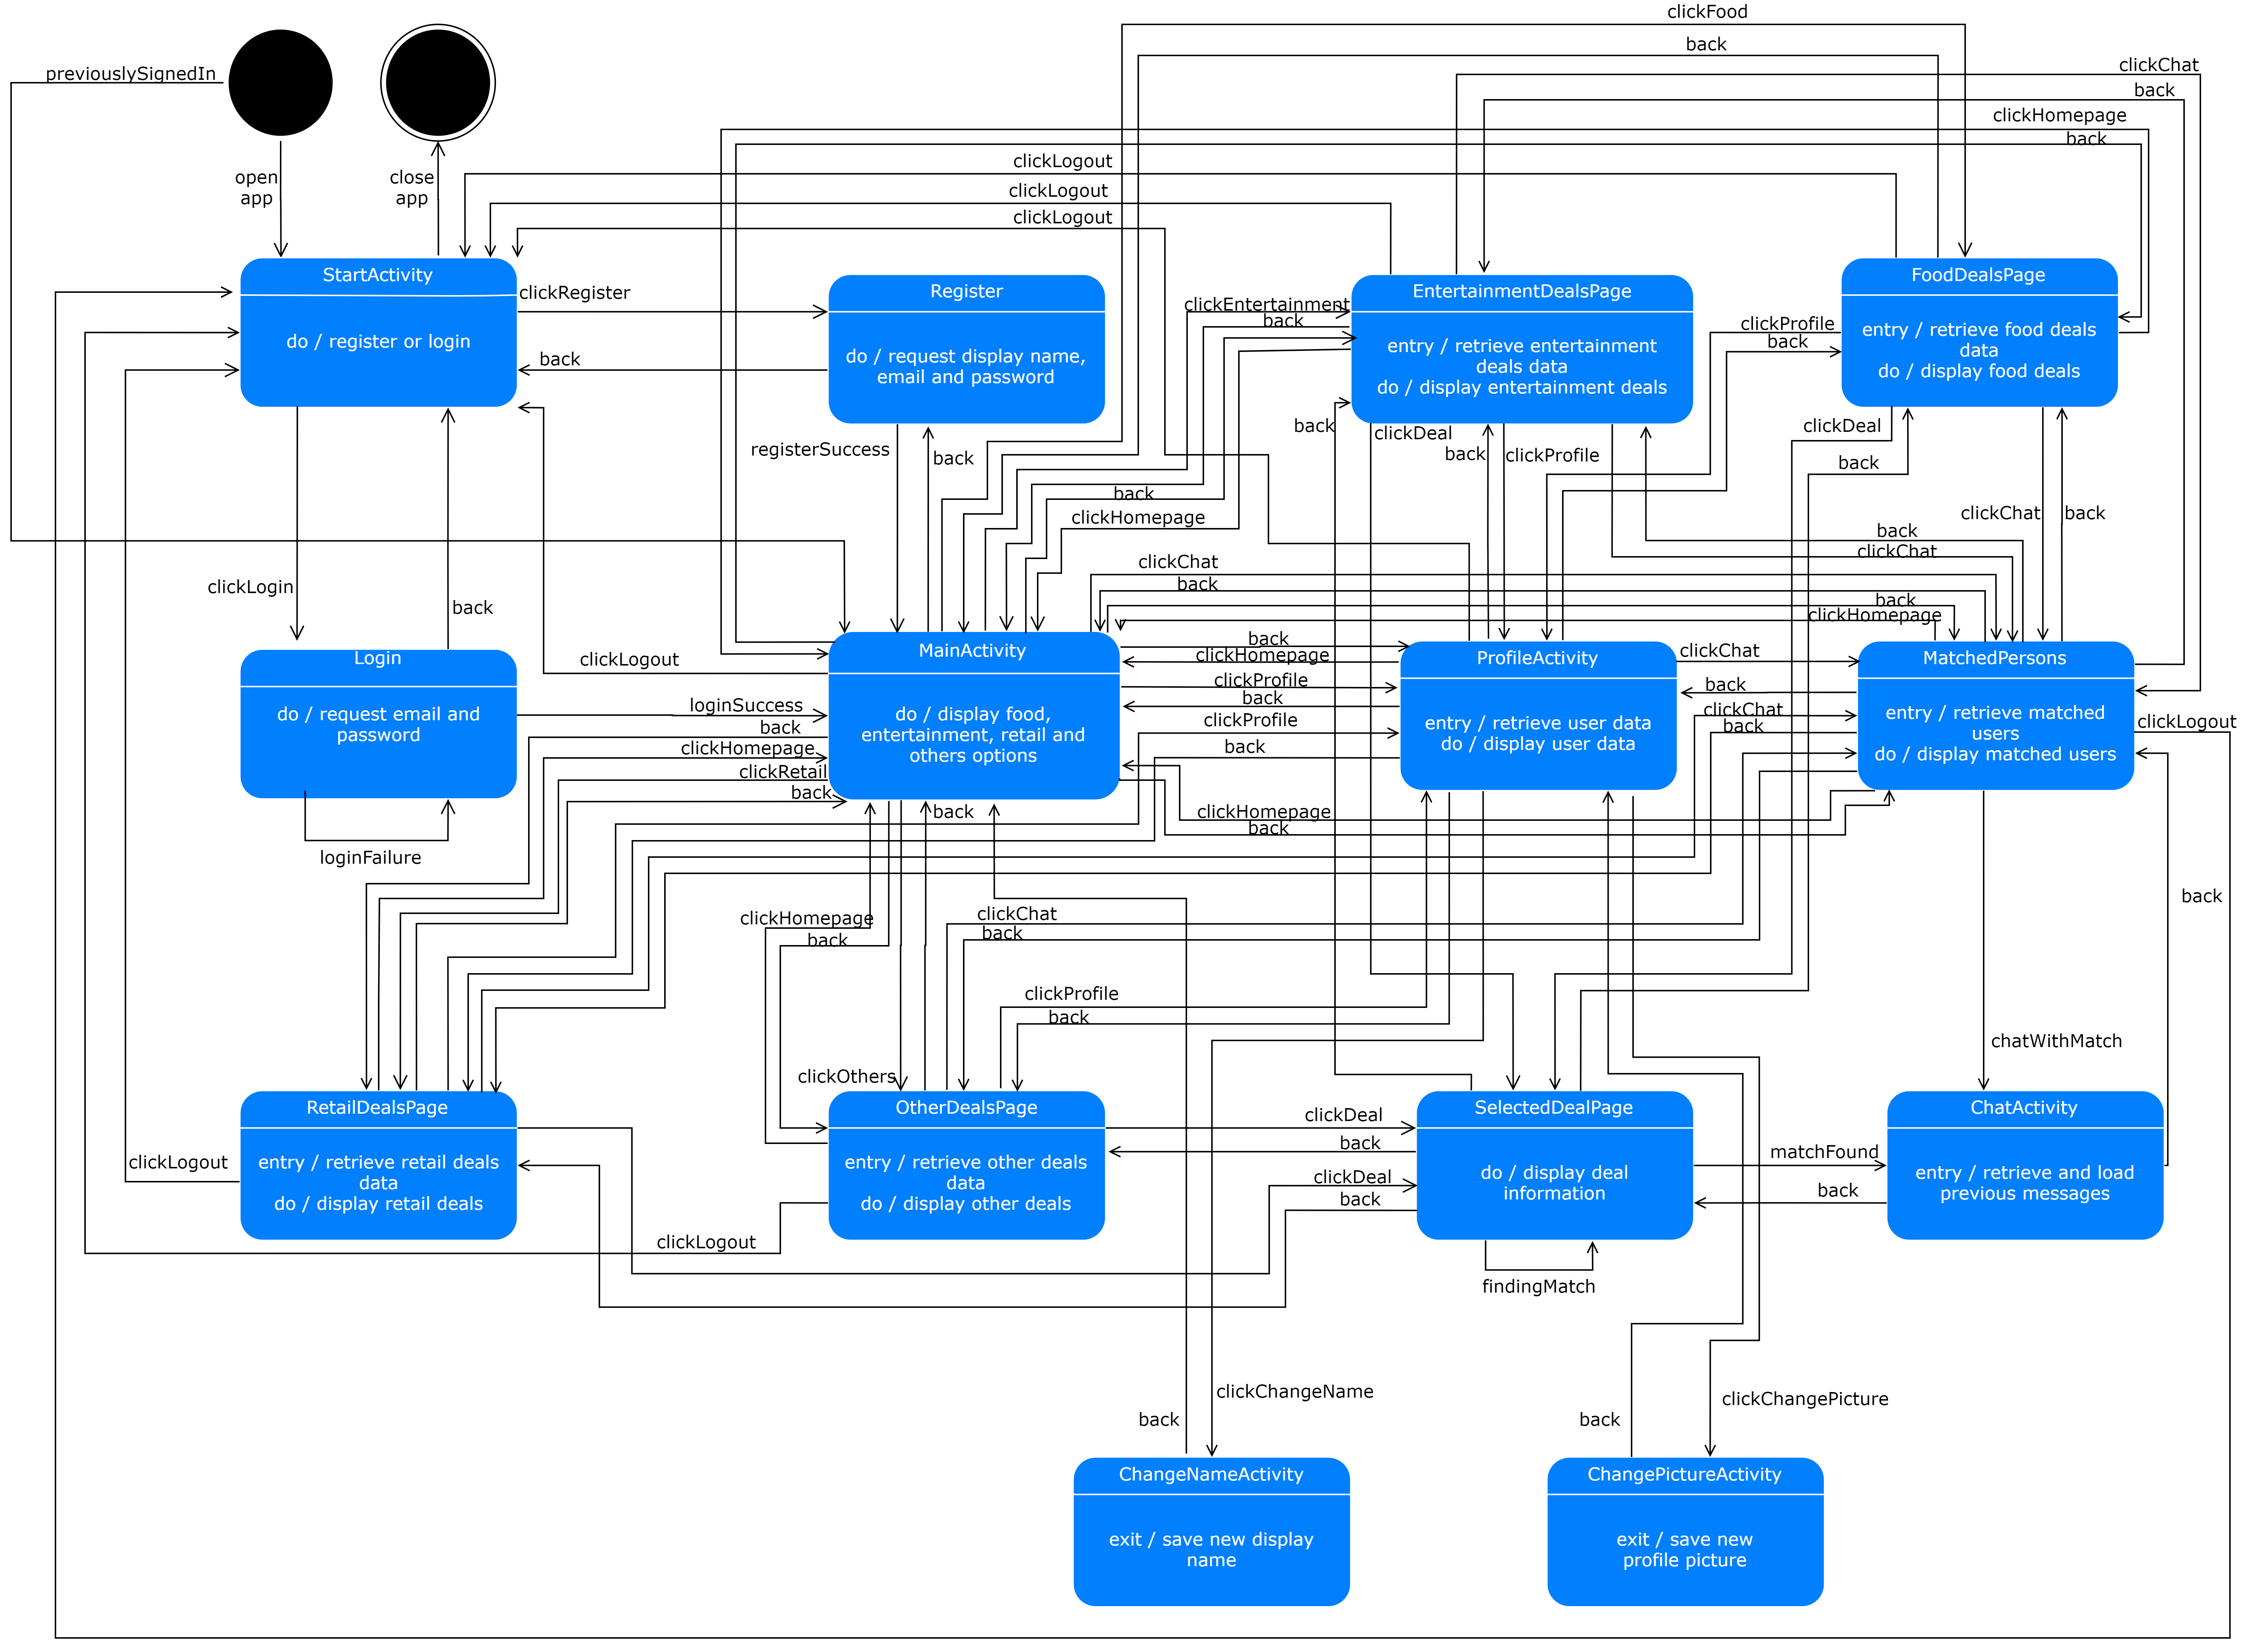 clickFood
back
clickChat
previouslySignedIn
back
clickHomepage
back
clickLogout
open
app
close
app
clickLogout
clickLogout
StartActivity
do / register or login
clickRegister
back
Register
do / request display name,
email and password
clickEntertainment
back
EntertainmentDealsPage
entry / retrieve entertainment
deals data
do / display entertainment deals
clickProfile
back
FoodDealsPage
entry / retrieve food deals
data
do / display food deals
registerSuccess
back
back
clickDeal
back
clickProfile
clickDeal
back
back
clickHomepage
clickChat
back
back
clickChat
clickLogin
back
clickChat
back
back
clickHomepage
Login
do / request email and
password
loginFailure
clickLogout
loginSuccess
back
clickHomepage
clickRetail
back
MainActivity
do / display food,
entertainment, retail and
others options
back
clickHomepage
clickProfile
back
clickProfile
back
ProfileActivity
entry / retrieve user data
do / display user data
clickChat
back
clickChat
back
MatchedPersons
entry / retrieve matched
users
do / display matched users
clickLogout
back
clickHomepage
back
back
clickHomepage
back
clickChat
back
clickProfile
back
clickOthers
chatWithMatch
RetailDealsPage
entry / retrieve retail deals
data
do / display retail deals
clickLogout
OtherDealsPage
entry / retrieve other deals
data
do / display other deals
clickLogout
clickDeal
back
clickDeal
back
SelectedDealPage
do / display deal
information
findingMatch
matchFound
back
ChatActivity
entry / retrieve and load
previous messages
back
clickChangeName
back
clickChangePicture
ChangeNameActivity
exit / save new display
name
ChangePictureActivity
exit / save new
profile picture